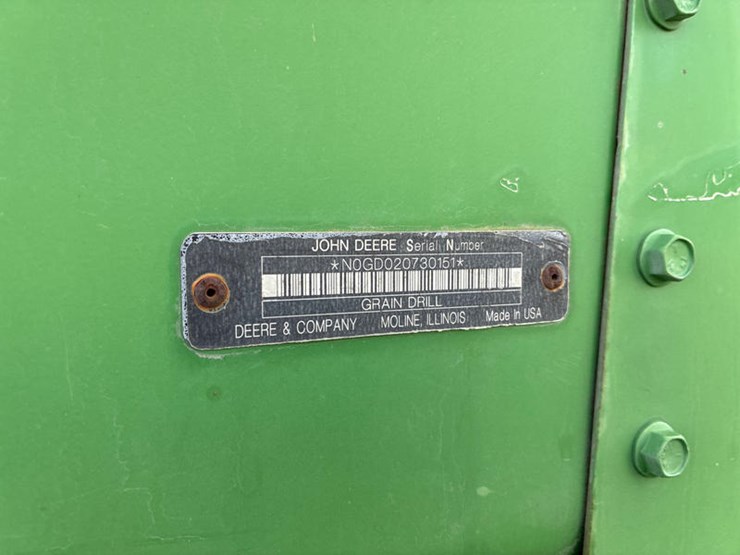 JOHN DEERE Serial Number
*N0GD020730151*
GRAIN DRILL
DEERE & COMPANY MOLINE, ILLINOIS Made In USA